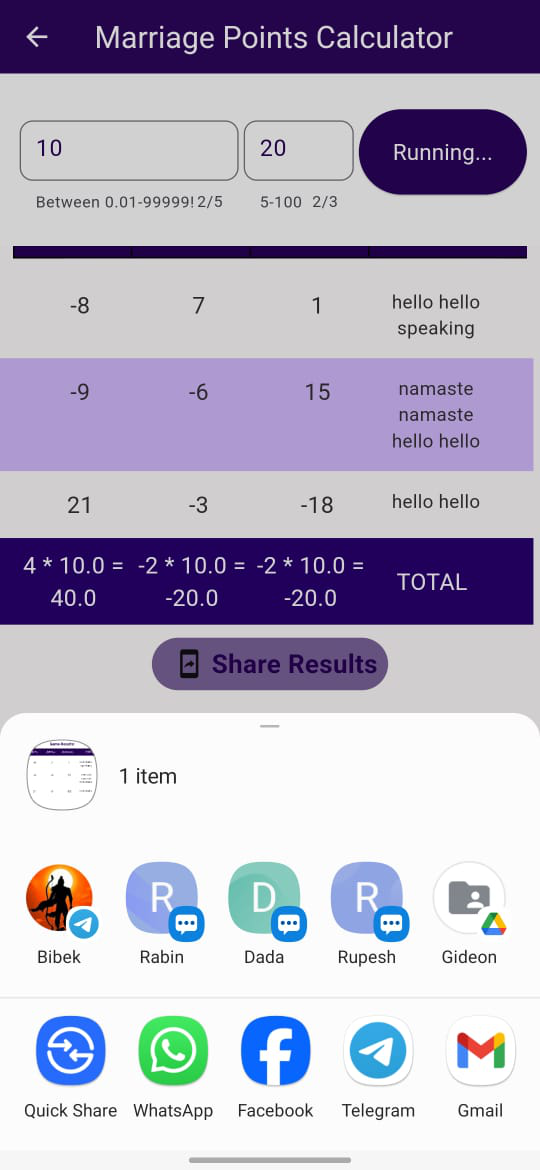 Marriage Points Calculator
10
20
Running...
Between 0.01-99999! 2/5
5-100 2/3
-8 7 1 hello hello
speaking
-9 -6 15 namaste
namaste
hello hello
21 -3 -18 hello hello
4 * 10.0 = -2 * 10.0 = -2 * 10.0 = TOTAL
40.0 -20.0 -20.0
Share Results
1 item
R D R
Bibek Rabin Dada Rupesh Gideon
Quick Share WhatsApp Facebook Telegram Gmail